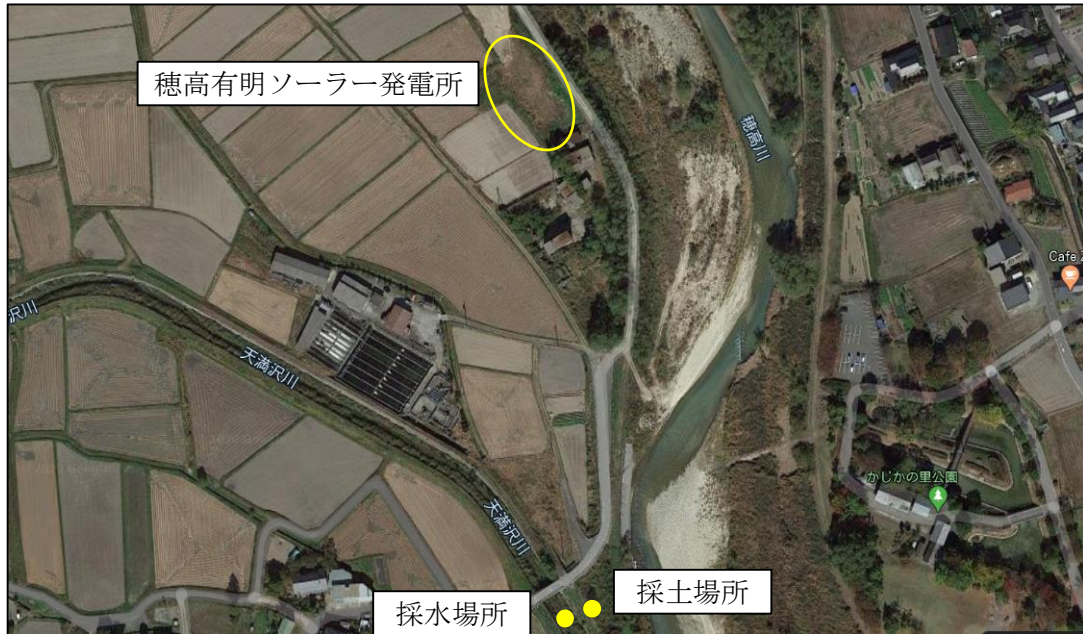 穂高有明ソーラー発電所
穂高川
Cafe
沢川
天満沢川
かじかの里公園
天満沢川
採土場所
採水場所